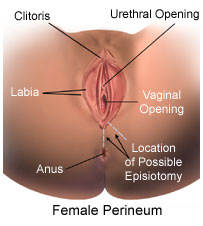 Clitoris
Urethral Opening
Labia
Vaginal
Opening
Anus
Location
of Possible
Episiotomy
Female Perineum